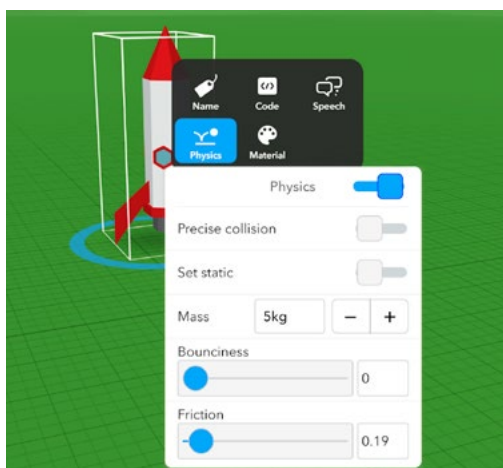 Name Code Speech
Physics Material
Physics
Precise collision
Set static
Mass 5kg − +
Bounciness
0
Friction
0.19